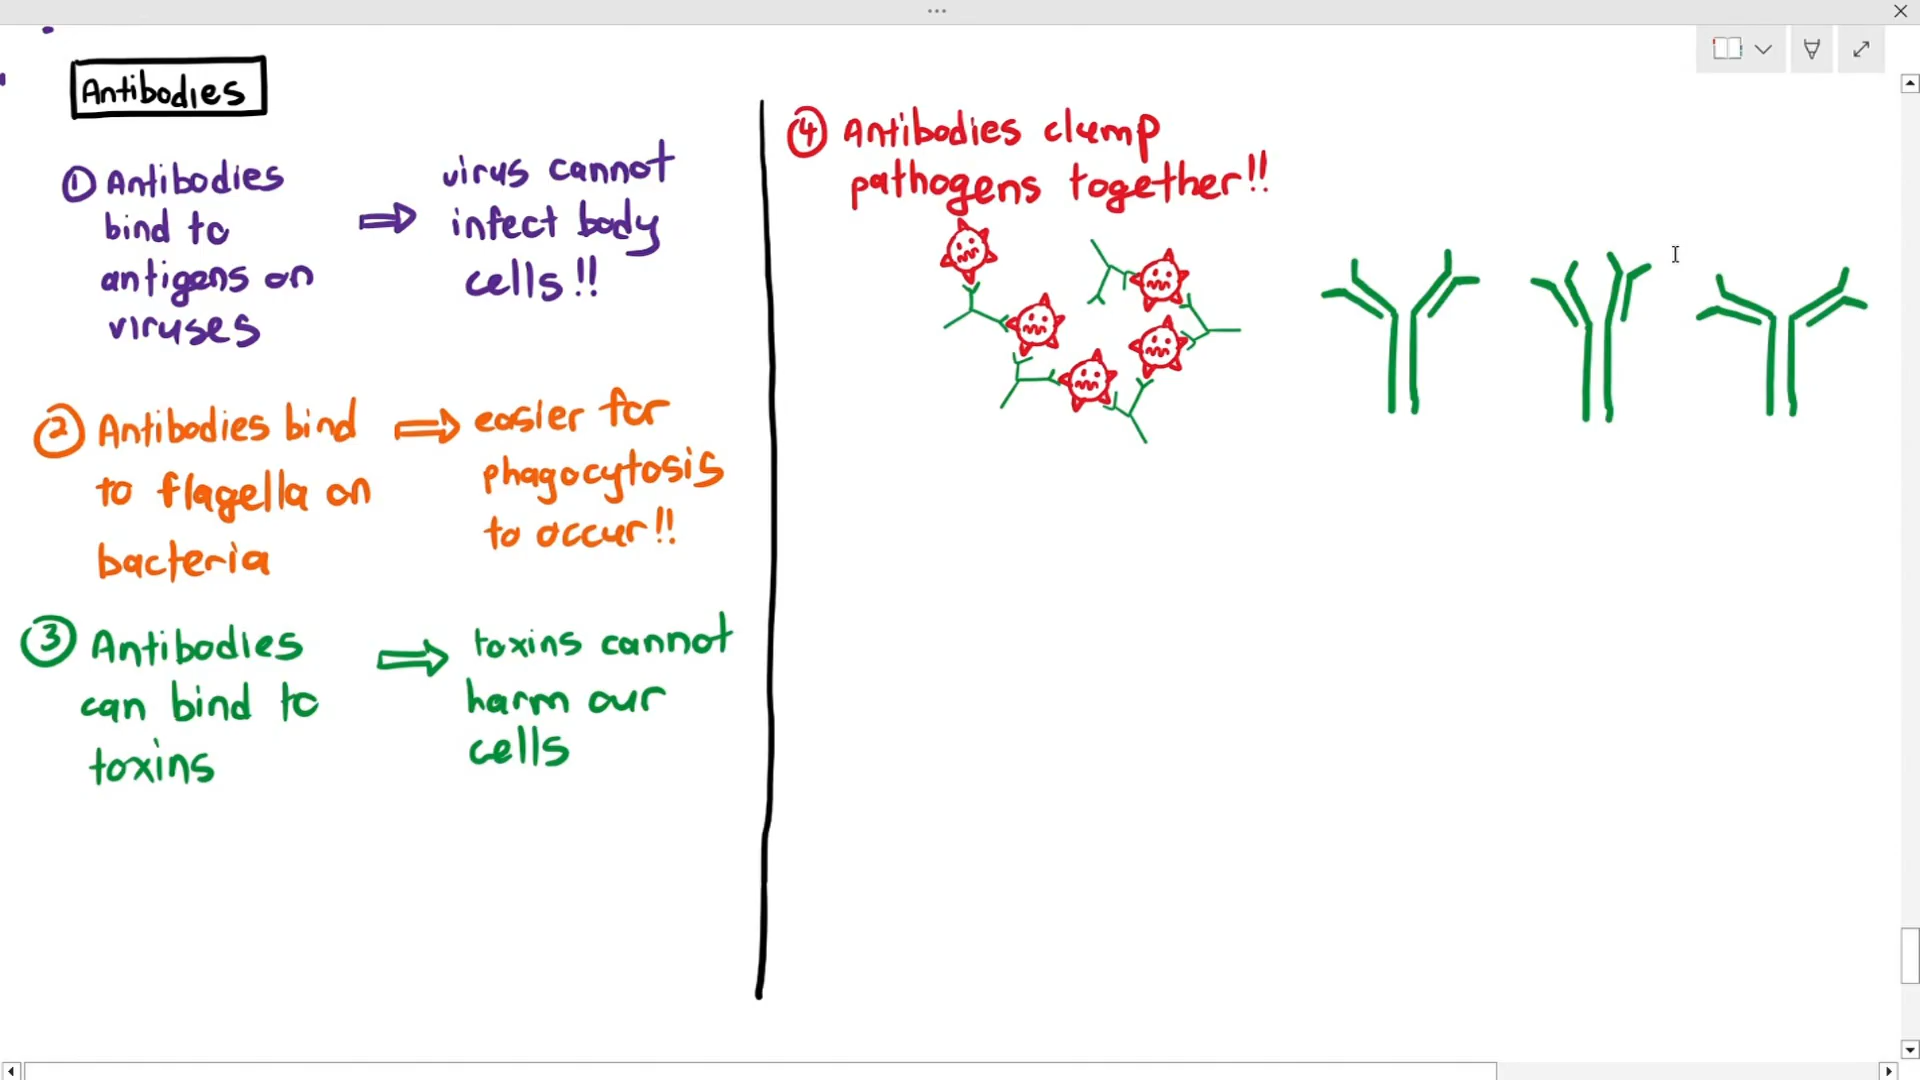 Antibodies
① Antibodies
bind to
antigens on
viruses
⇒ virus cannot
infect body
cells!!
② Antibodies bind
to flagella on
bacteria
⇒ easier for
phagocytosis
to occur!!
③ Antibodies
can bind to
toxins
⇒ toxins cannot
harm our
cells
④ Antibodies clump
pathogens together!!